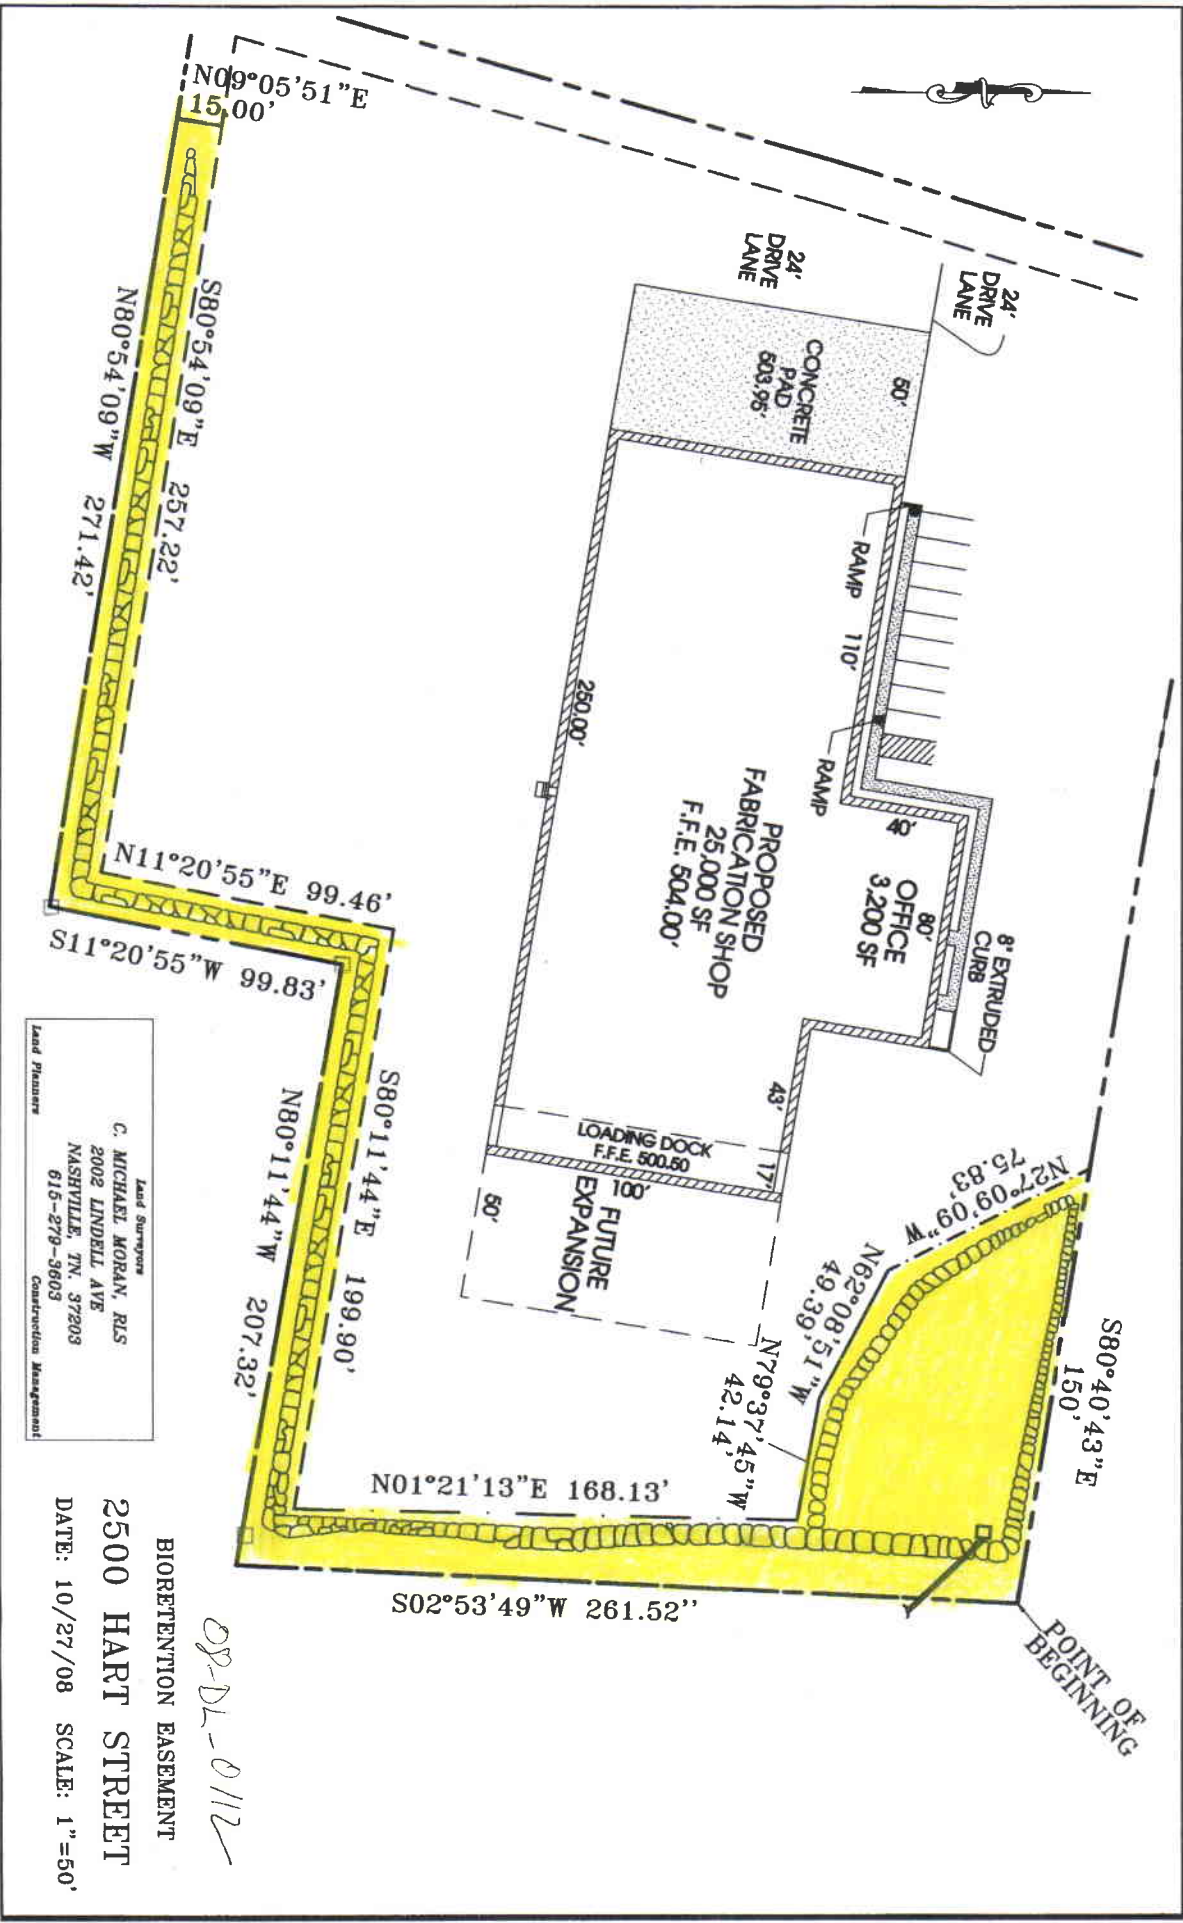 24'
DRIVE
LANE
24'
DRIVE
LANE
CONCRETE
PAD
503.95'
50'
RAMP
110'
RAMP
40'
80'
OFFICE
3,200 SF
8" EXTRUDED
CURB
PROPOSED
FABRICATION SHOP
25,000 SF
F.F.E. 504.00'
250.00'
43'
17'
LOADING DOCK
F.F.E. 500.50
100'
50'
FUTURE
EXPANSION
N09°05'51"E
15.00'
S80°54'09"E 257.22'
N80°54'09"W 271.42'
N11°20'55"E 99.46'
S11°20'55"W 99.83'
S80°11'44"E 199.90'
N80°11'44"W 207.32'
N01°21'13"E 168.13'
S02°53'49"W 261.52''
N79°37'45"W
42.14'
N62°08'51"W
49.39'
N27°09'09"W
75.83'
S80°40'43"E
150'
POINT OF
BEGINNING
Land Surveyors
C. MICHAEL MORAN, RLS
2002 LINDELL AVE
NASHVILLE, TN. 37203
615-279-3603
Land Planners Construction Management
08-DL-0112
BIORETENTION EASEMENT
2500 HART STREET
DATE: 10/27/08 SCALE: 1"=50'